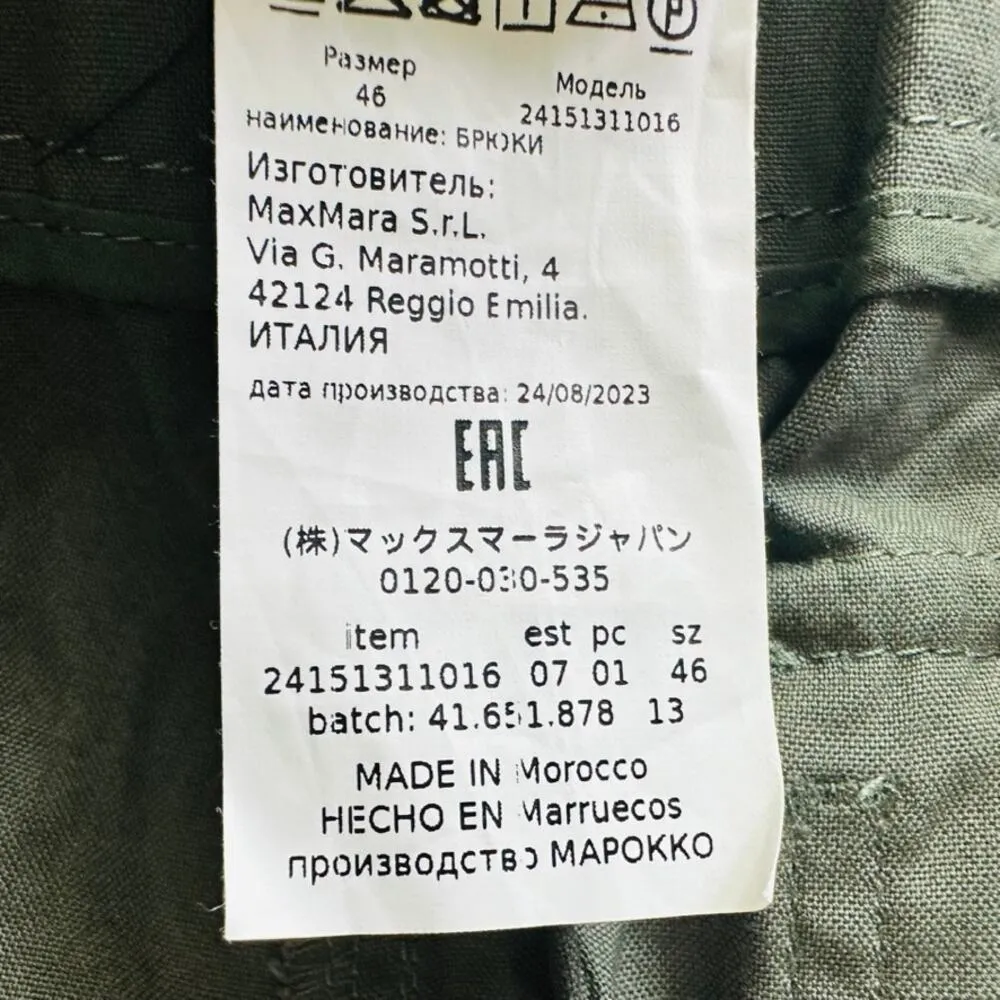 Размер
46
Модель
24151311016
наименование: БРЮКИ
Изготовитель:
MaxMara S.r.L.
Via G. Maramotti, 4
42124 Reggio Emilia.
ИТАЛИЯ
дата производства: 24/08/2023
EAC
(株)マックスマーラジャパン
0120-030-535
item est pc sz
24151311016 07 01 46
batch: 41.651.878 13
MADE IN Morocco
HECHO EN Marruecos
производство МАРОККО